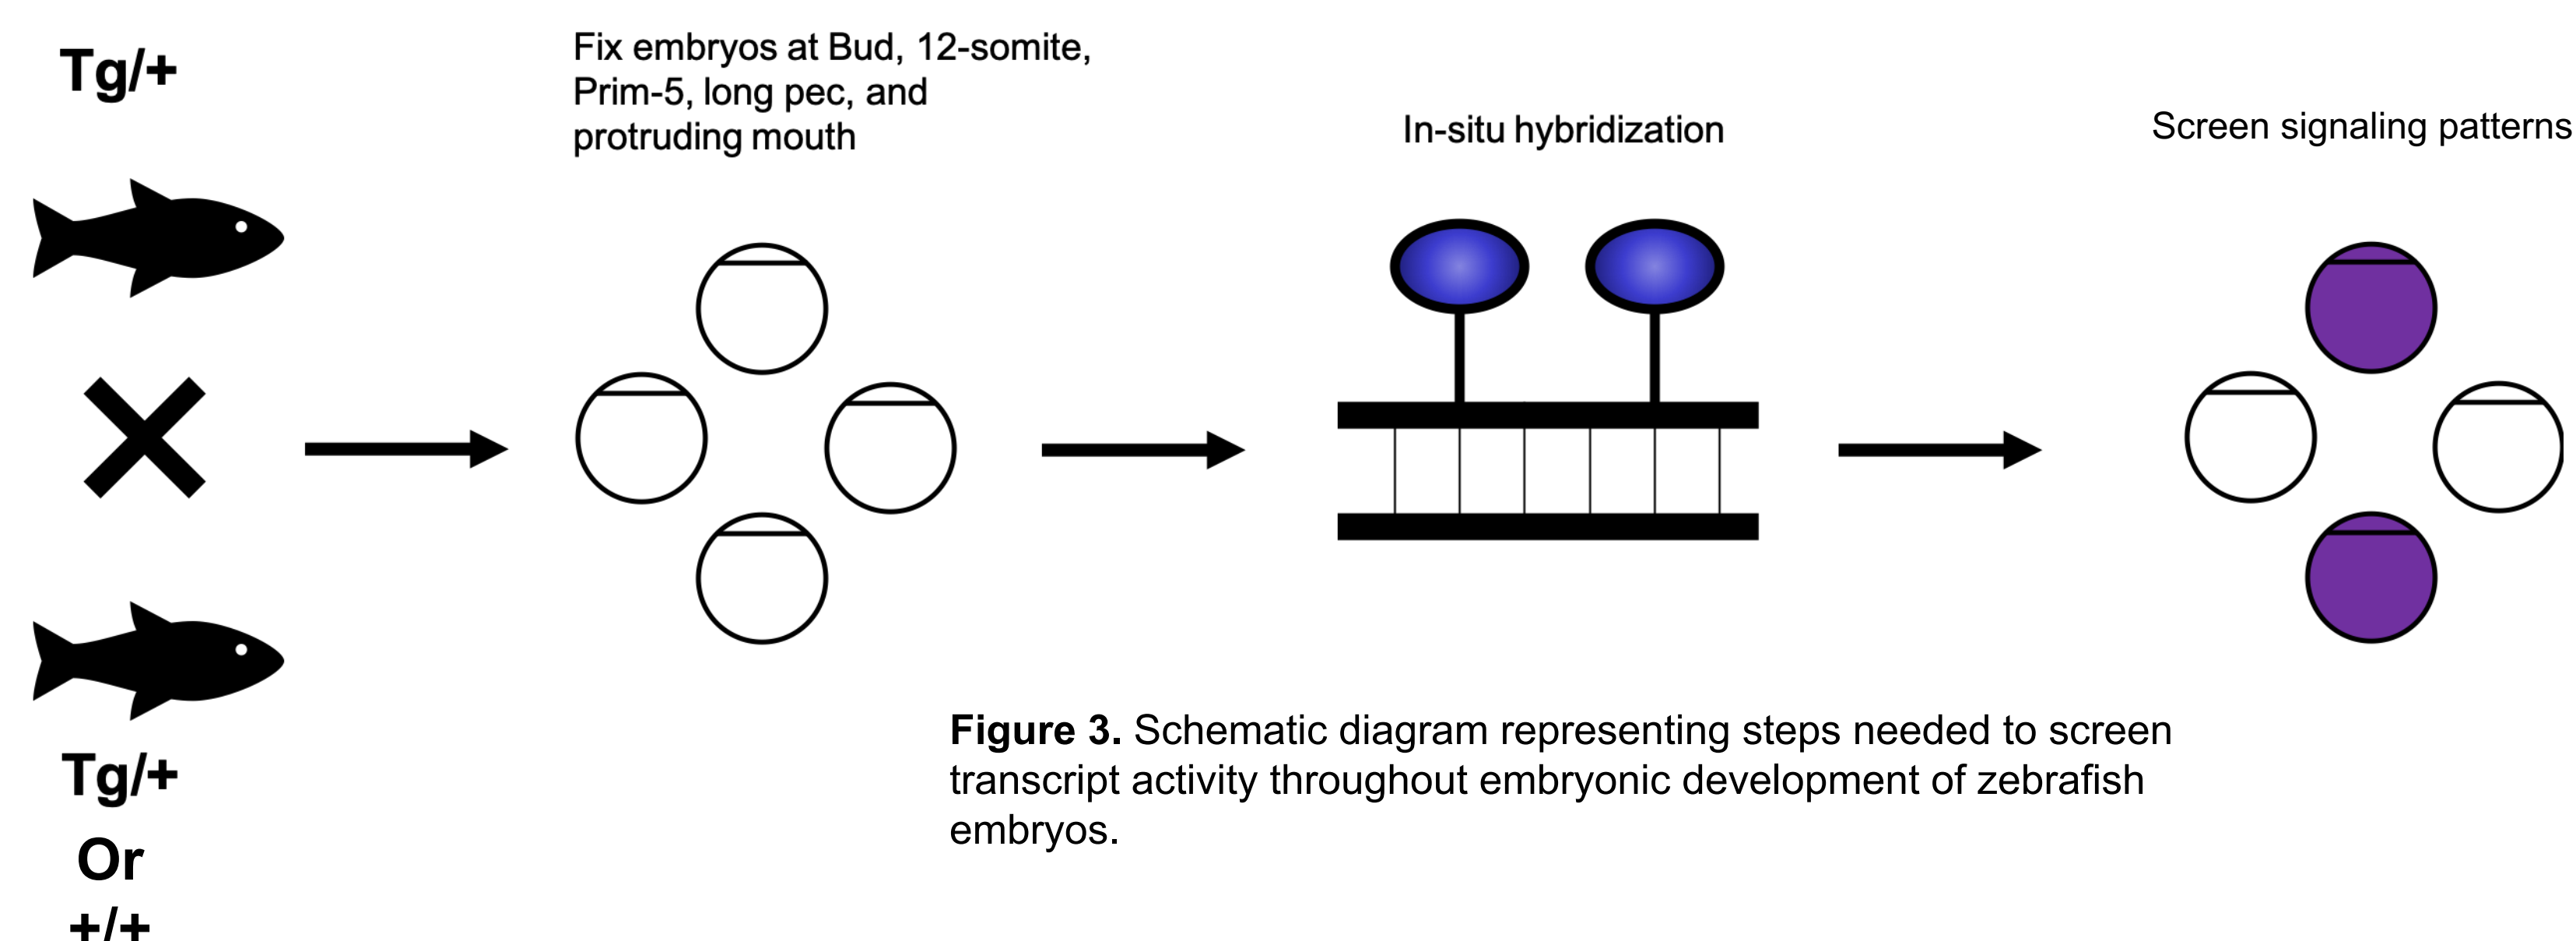 Tg/+
Fix embryos at Bud, 12-somite,
Prim-5, long pec, and
protruding mouth
In-situ hybridization
Screen signaling patterns
Tg/+
Or
+/+
Figure 3. Schematic diagram representing steps needed to screen
transcript activity throughout embryonic development of zebrafish
embryos.